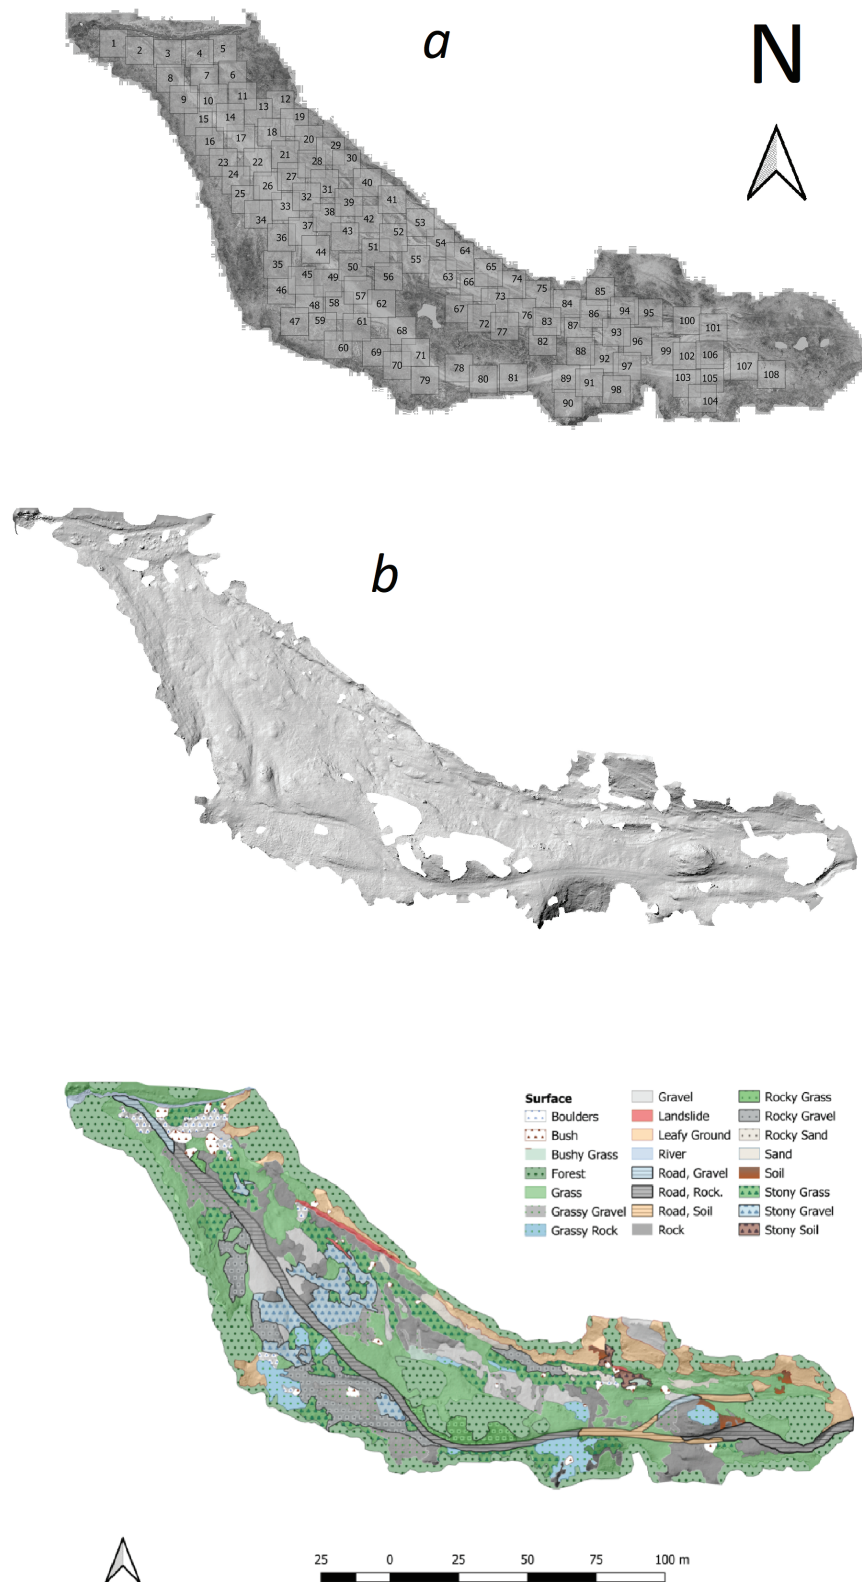 a
N
1 2 3 4 5
8 7 6
9 10 11 13 12
15 14 19
16 17 18 20 29
23 22 21 28 30
24 26 27 40
25 33 32 31 39 41
34 37 38 42 53
36 43 52 54
44 51 64
35 50 55 65
45 49 56 63 66 74
46 57 73 75 85
48 58 62 67 76 84 94
47 59 61 72 83 86 95 100
68 77 87 93 101
60 69 71 82 88 96 99 102 106
70 78 92 97 107
79 80 81 89 91 98 103 105 108
90 104
b
Surface
Boulders
Bush
Bushy Grass
Forest
Grass
Grassy Gravel
Grassy Rock
Gravel
Landslide
Leafy Ground
River
Road, Gravel
Road, Rock.
Road, Soil
Rock
Rocky Grass
Rocky Gravel
Rocky Sand
Sand
Soil
Stony Grass
Stony Gravel
Stony Soil
25 0 25 50 75 100 m